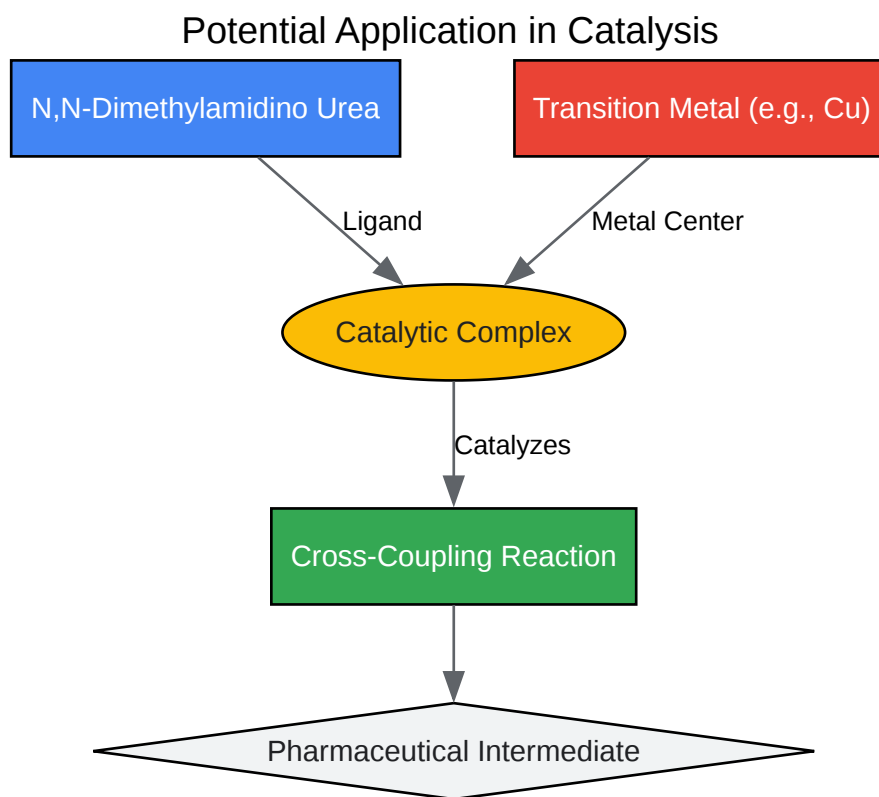 Potential Application in Catalysis
N,N-Dimethylamidino Urea
Transition Metal (e.g., Cu)
Ligand
Metal Center
Catalytic Complex
Catalyzes
Cross-Coupling Reaction
Pharmaceutical Intermediate